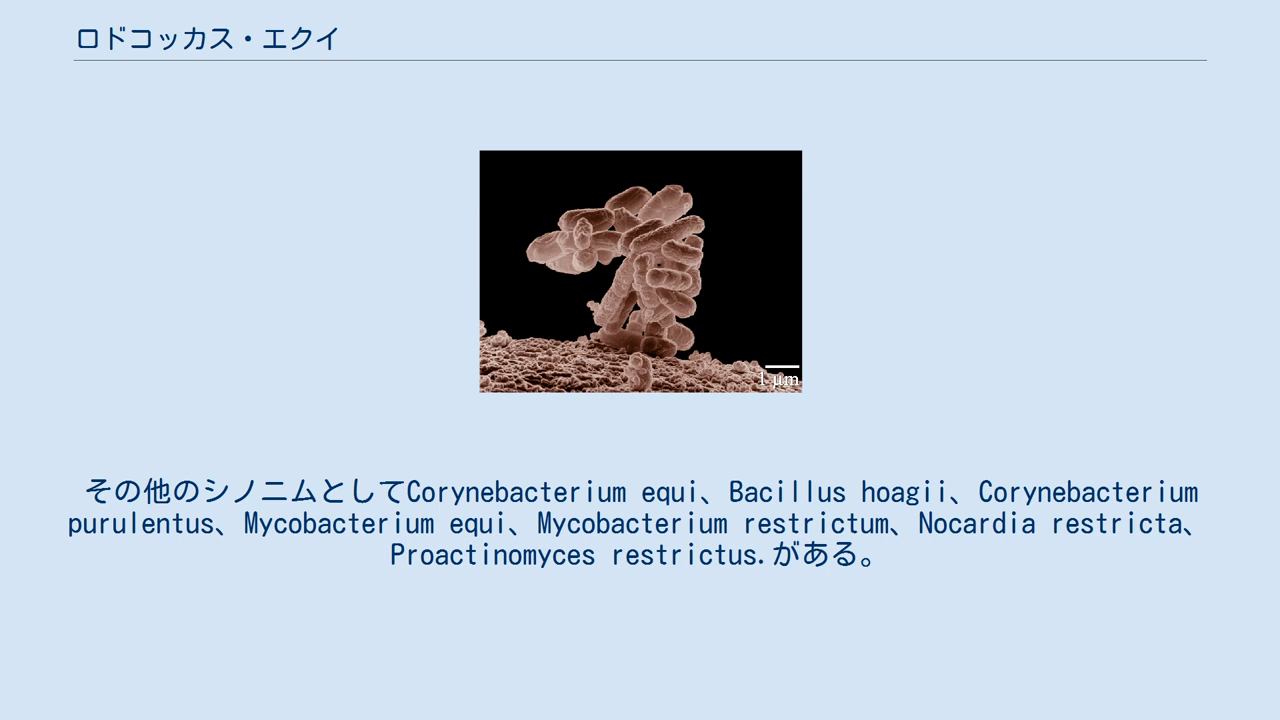 ロドコッカス・エクイ
1 µm
その他のシノニムとしてCorynebacterium equi、Bacillus hoagii、Corynebacterium
purulentus、Mycobacterium equi、Mycobacterium restrictum、Nocardia restricta、
Proactinomyces restrictus.がある。